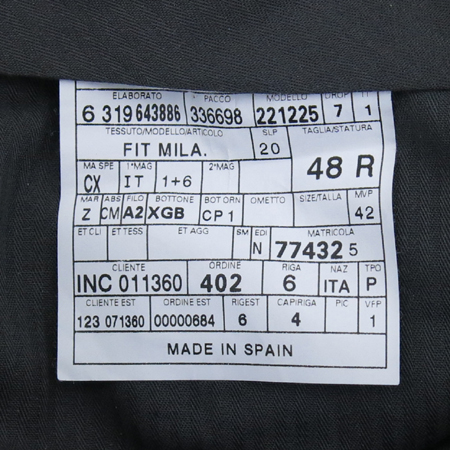 ELABORATO PACCO MODELLO DROP
6 319 643886 336698 221225 7 1
TESSUTO/MODELLO/ARTICOLO SLP TAGLIA/STATURA
FIT MILA. 20 48 R
MA SPE 1°MAG 2°MAG
CX IT 1+6
MAR ABS FILO BOTTONE BOT ORN OMETTO SIZE/TALLA MVP
Z CM A2 XGB CP 1 42
ET CLI ET TESS ET AGG SM EDI MATRICOLA
N 77432 5
CLIENTE ORDINE RIGA NAZ TPO
INC 011360 402 6 ITA P
CLIENTE EST ORDINE EST RIGEST CAPIRIGA PIC VFP
123 071360 00000684 6 4 1
MADE IN SPAIN